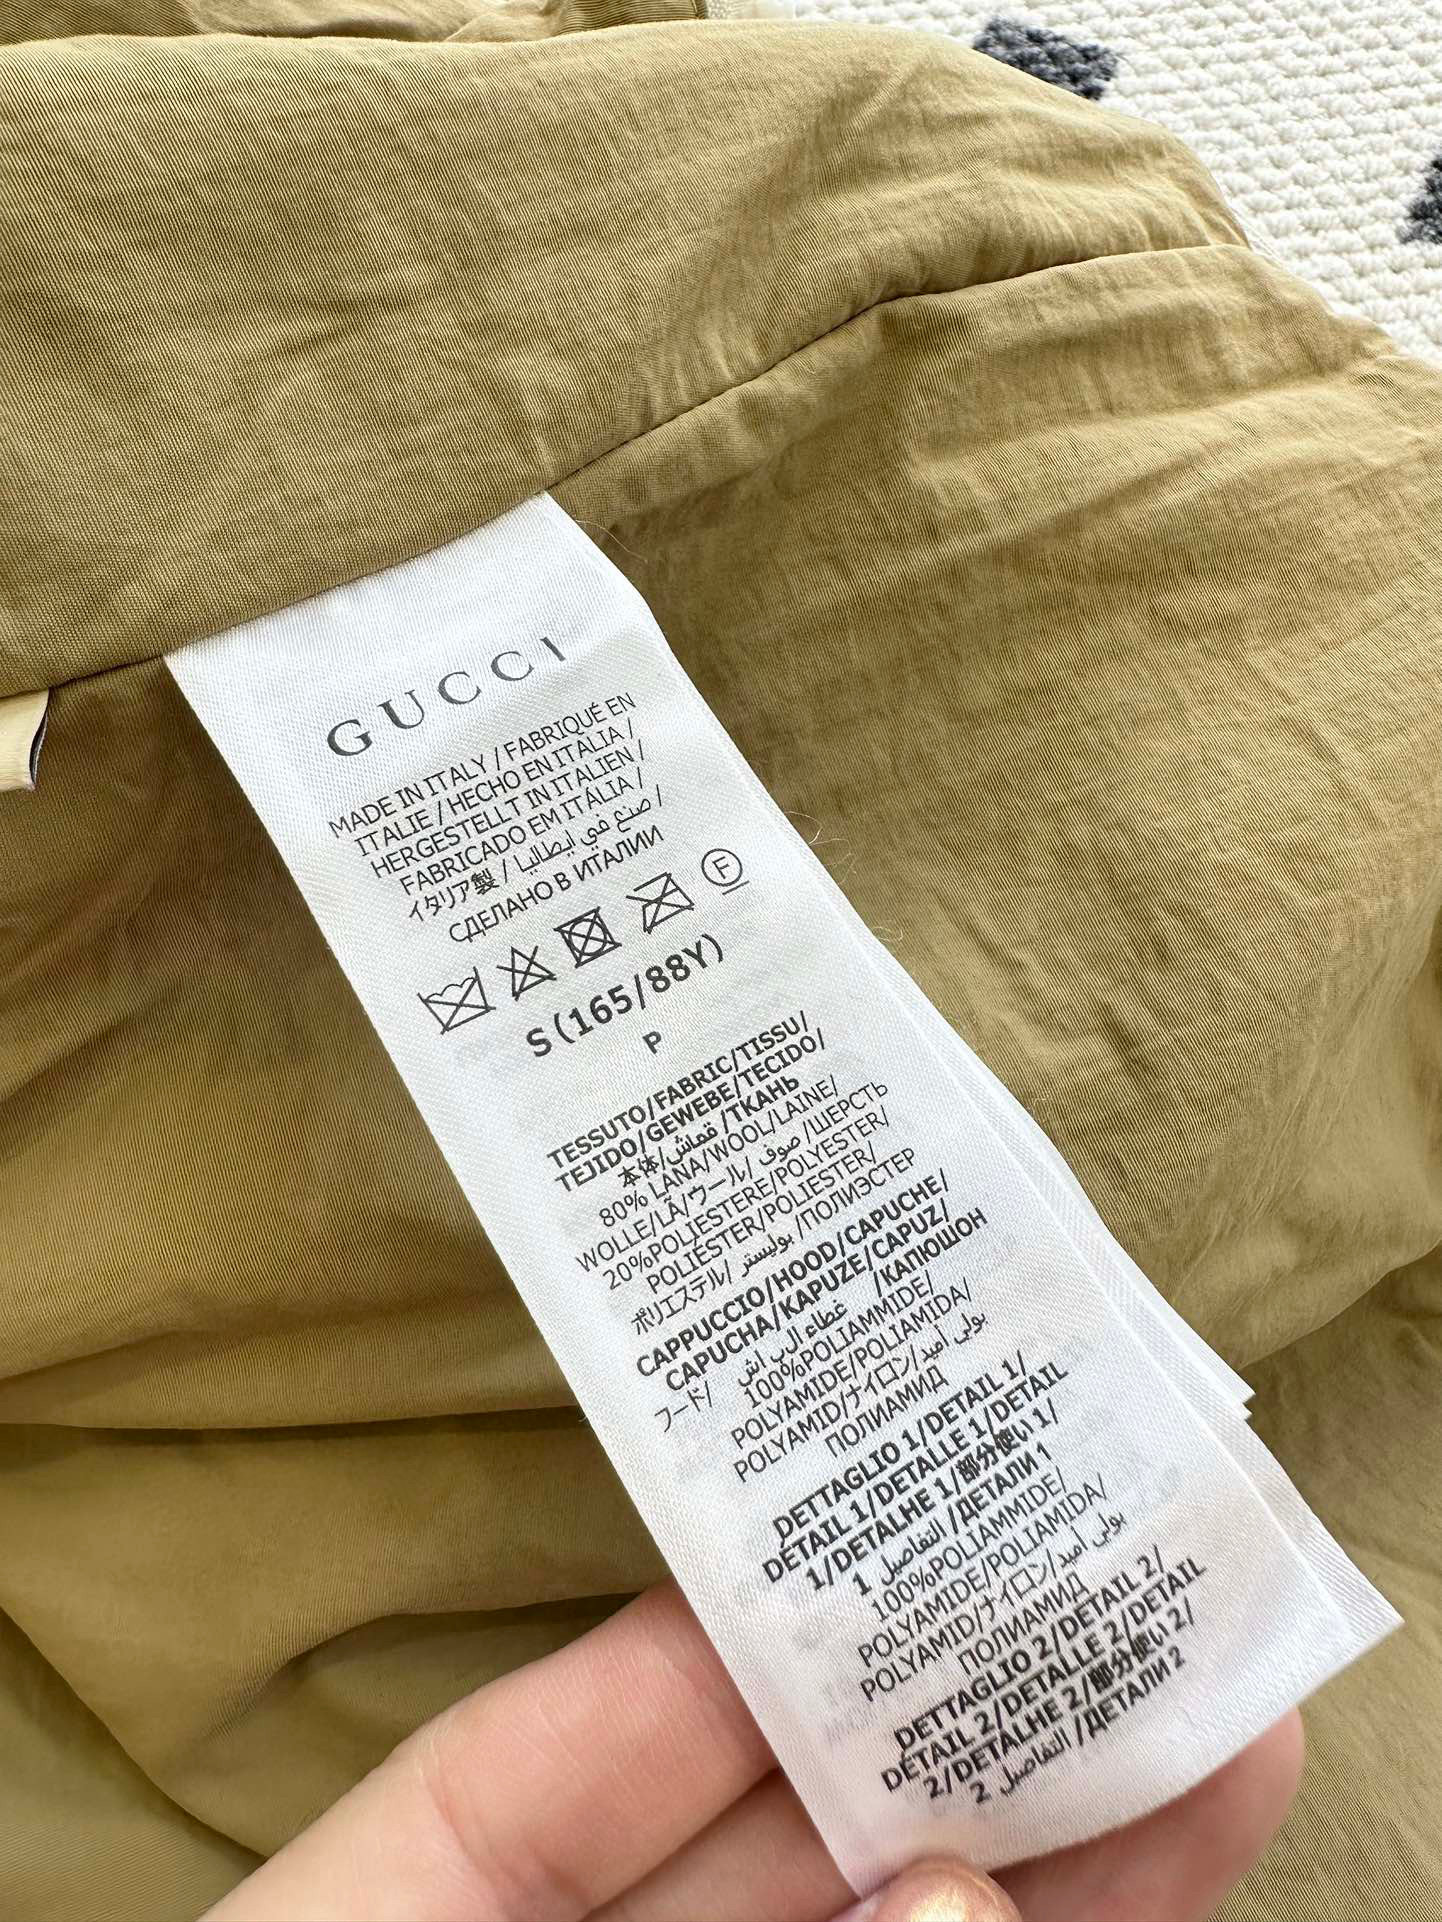 GUCCI
MADE IN ITALY / FABRIQUÉ EN
ITALIE / HECHO EN ITALIA /
HERGESTELLT IN ITALIEN /
FABRICADO EM ITÁLIA /
イタリア製 / صنع في ايطاليا /
СДЕЛАНО В ИТАЛИИ
F
S(165/88Y)
P
TESSUTO/FABRIC/TISSU/
TEJIDO/GEWEBE/TECIDO/
本体/قماش/ТКАНЬ
80% LANA/WOOL/LAINE/
WOLLE/LÃ/ウール/صوف /ШЕРСТЬ
20%POLIESTERE/POLYESTER/
POLIÉSTER/POLIESTER/
ポリエステル/بوليستر /ПОЛИЭСТЕР
CAPPUCCIO/HOOD/CAPUCHE/
CAPUCHA/KAPUZE/CAPUZ/
フード/ غطاء الب اش /КАПЮШОН
100%POLIAMMIDE/
POLYAMIDE/POLIAMIDA/
POLYAMID/ナイロン/بولي أميد
ПОЛИАМИД
DETTAGLIO 1/DETAIL 1/
DÉTAIL 1/DETALLE 1/DETAIL
1/DETALHE 1/部分使い 1/
1 التفاصيل /ДЕТАЛИ 1
100%POLIAMMIDE/
POLYAMIDE/POLIAMIDA/
POLYAMID/ナイロン/بولي أميد
ПОЛИАМИД
DETTAGLIO 2/DETAIL 2/
DÉTAIL 2/DETALLE 2/DETAIL
2/DETALHE 2/部分使い 2/
2 التفاصيل /ДЕТАЛИ 2